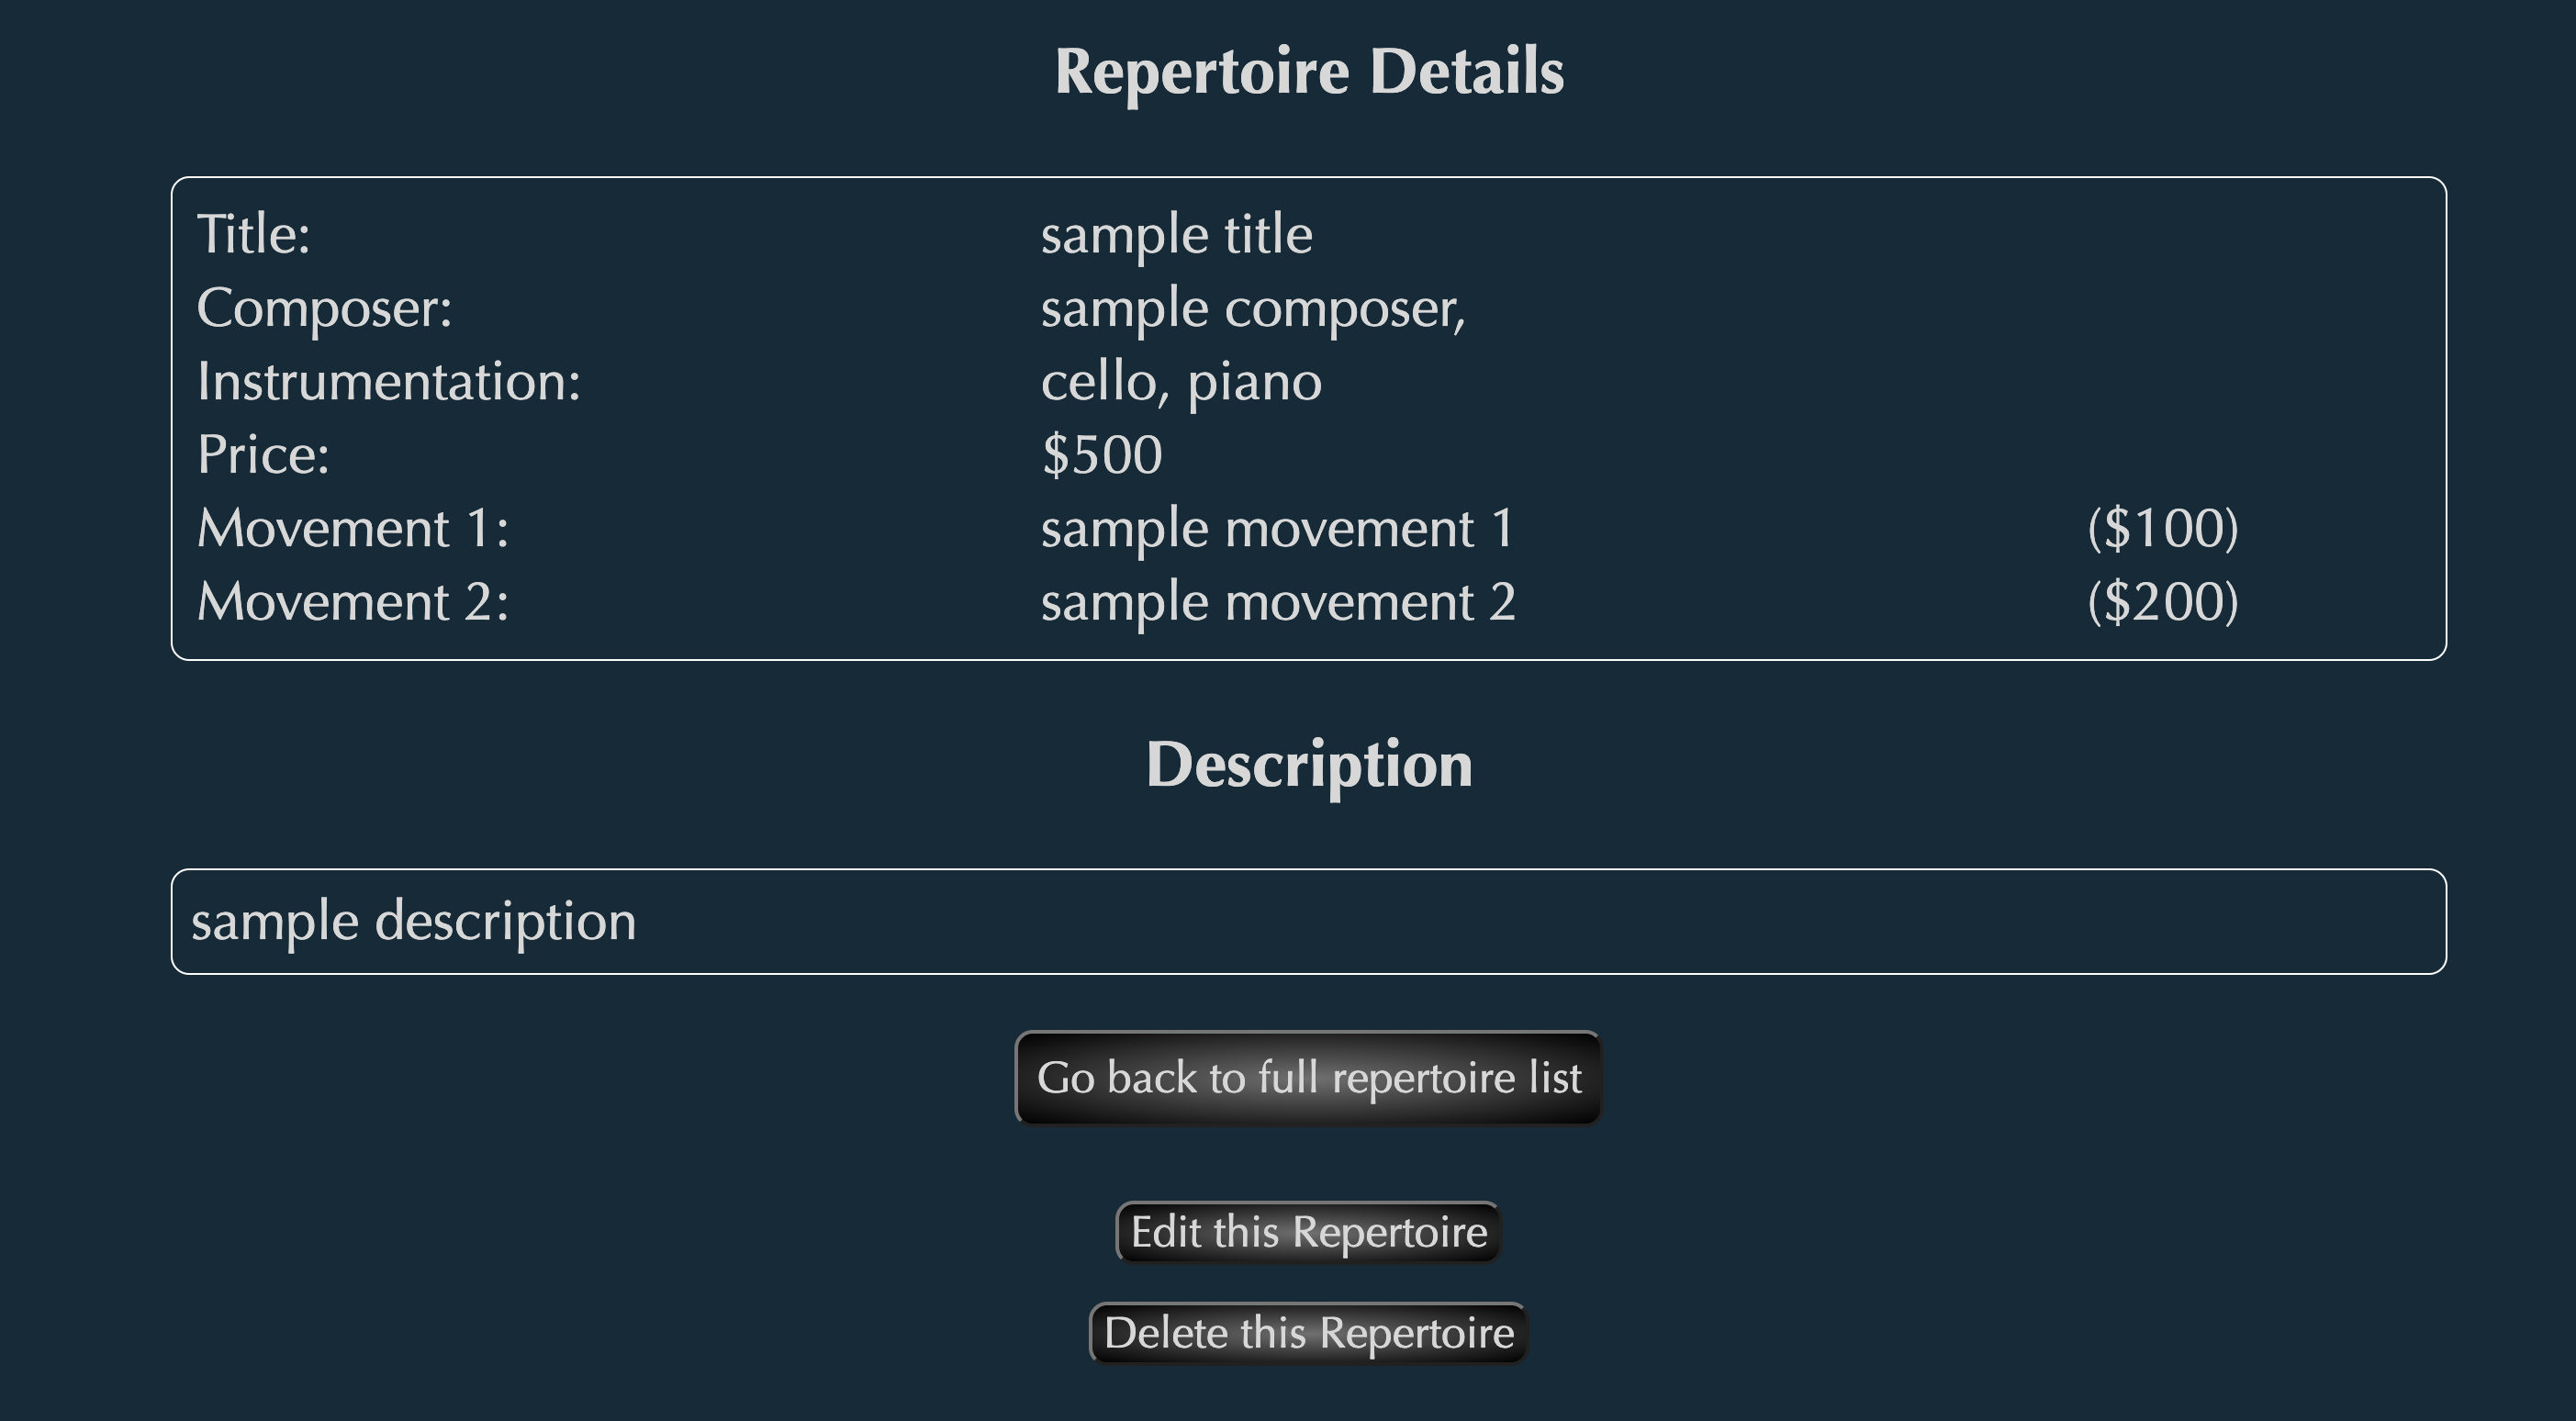 Repertoire Details
Title: sample title
Composer: sample composer,
Instrumentation: cello, piano
Price: $500
Movement 1: sample movement 1 ($100)
Movement 2: sample movement 2 ($200)
Description
sample description
Go back to full repertoire list
Edit this Repertoire
Delete this Repertoire